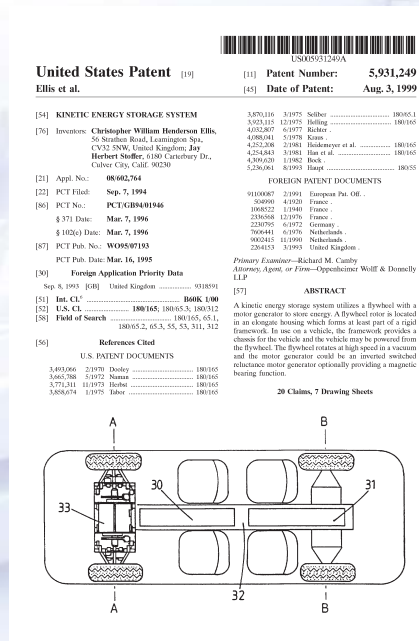 US005931249A
United States Patent [19]
Ellis et al.
[11] Patent Number: 5,931,249
[45] Date of Patent: Aug. 3, 1999
[54] KINETIC ENERGY STORAGE SYSTEM
[76] Inventors: Christopher William Henderson Ellis,
56 Strathon Road, Leamington Spa,
CV32 5NW, United Kingdom; Jay
Herbert Stoffer, 6180 Carterbury Dr.,
Culver City, Calif. 90230
[21] Appl. No.: 08/602,764
[22] PCT Filed: Sep. 7, 1994
[86] PCT No.: PCT/GB94/01946
§ 371 Date: Mar. 7, 1996
§ 102(e) Date: Mar. 7, 1996
[87] PCT Pub. No.: WO95/07193
PCT Pub. Date: Mar. 16, 1995
[30] Foreign Application Priority Data
Sep. 8, 1993 [GB] United Kingdom ................... 9318591
[51] Int. Cl.⁶ ..................................... B60K 1/00
[52] U.S. Cl. .................... 180/165; 180/65.3; 180/312
[58] Field of Search ........................ 180/165, 65.1,
180/65.2, 65.3, 55, 53, 311, 312
[56] References Cited
U.S. PATENT DOCUMENTS
3,493,066 2/1970 Dooley ............................ 180/165
3,665,788 5/1972 Nyman ............................ 180/165
3,771,311 11/1973 Herbst ............................ 180/165
3,858,674 1/1975 Tabor ............................. 180/165
3,870,116 3/1975 Seliber ........................... 180/65.1
3,923,115 12/1975 Helling ........................... 180/165
4,032,807 6/1977 Richter .
4,088,041 5/1978 Kraus .
4,252,208 2/1981 Heidemeyer et al. ................ 180/165
4,254,843 3/1981 Han et al. ........................ 180/165
4,309,620 1/1982 Bock .
5,236,061 8/1993 Haupt ............................. 180/55
FOREIGN PATENT DOCUMENTS
91100087 2/1991 European Pat. Off. .
504990 4/1920 France .
1068522 1/1940 France .
2336568 12/1976 France .
2230795 6/1972 Germany .
7606441 6/1976 Netherlands .
9002415 11/1990 Netherlands .
2264153 3/1993 United Kingdom .
Primary Examiner—Richard M. Camby
Attorney, Agent, or Firm—Oppenheimer Wolff & Donnelly
LLP
[57] ABSTRACT
A kinetic energy storage system utilizes a flywheel with a
motor generator to store energy. A flywheel rotor is located
in an elongate housing which forms at least part of a rigid
framework. In use on a vehicle, the framework provides a
chassis for the vehicle and the vehicle may be powered from
the flywheel. The flywheel rotates at high speed in a vacuum
and the motor generator could be an inverted switched
reluctance motor generator optionally providing a magnetic
bearing function.
20 Claims, 7 Drawing Sheets
A
B
33
30
31
32
A
B